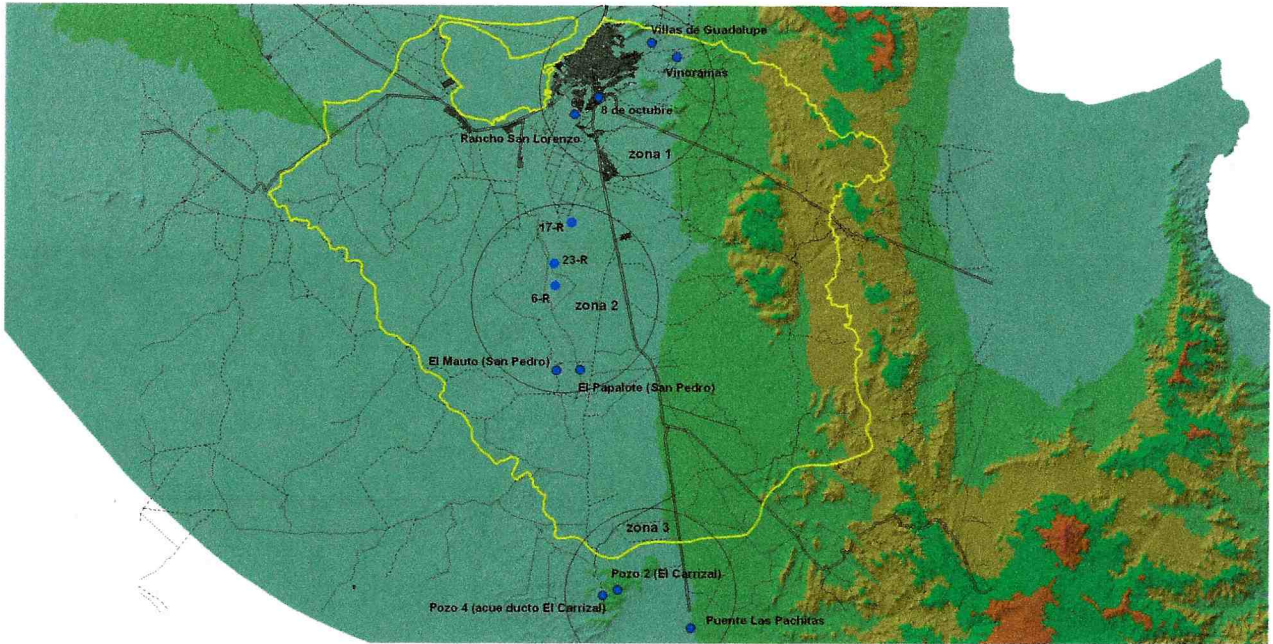 Villas de Guadalupe
Vinoramas
8 de octubre
Rancho San Lorenzo
zona 1
17-R
23-R
6-R
zona 2
El Mauto (San Pedro)
El Papalote (San Pedro)
zona 3
Pozo 2 (El Carrizal)
Pozo 4 (acue ducto El Carrizal)
Puente Las Pachitas